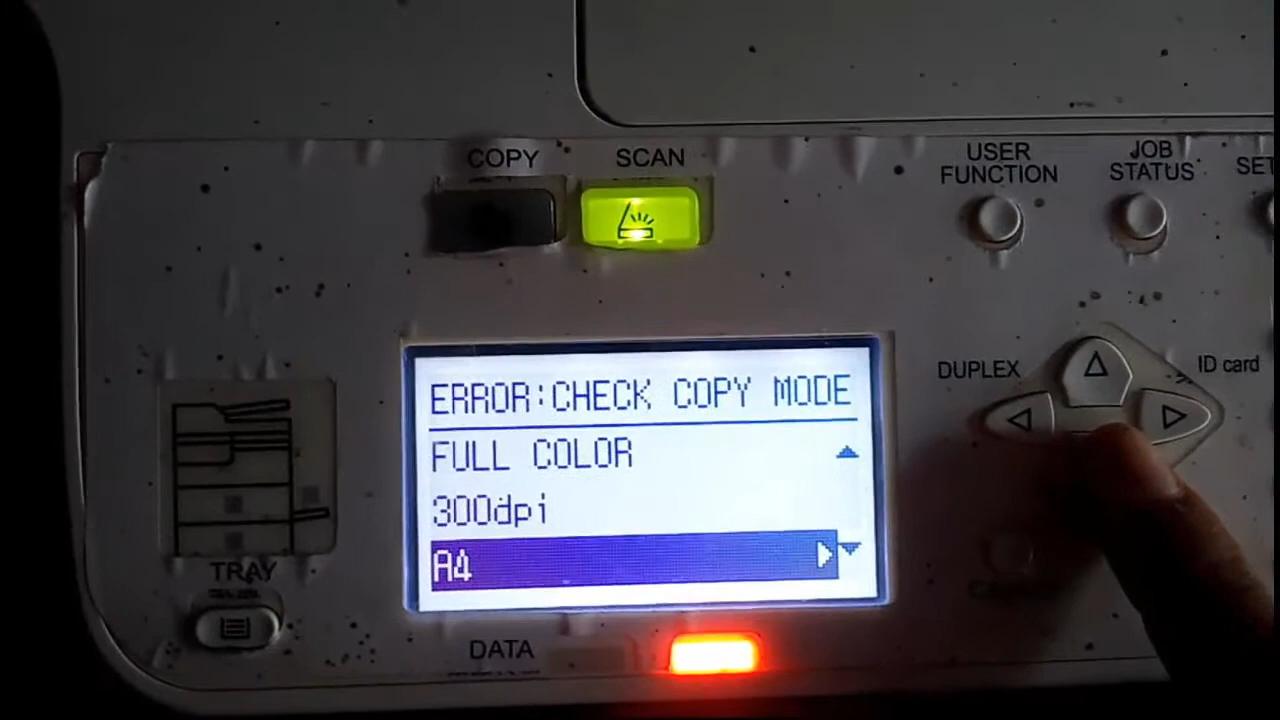 COPY
SCAN
USER
FUNCTION
JOB
STATUS
ERROR:CHECK COPY MODE
FULL COLOR
300dpi
A4
DUPLEX
ID card
TRAY
DATA